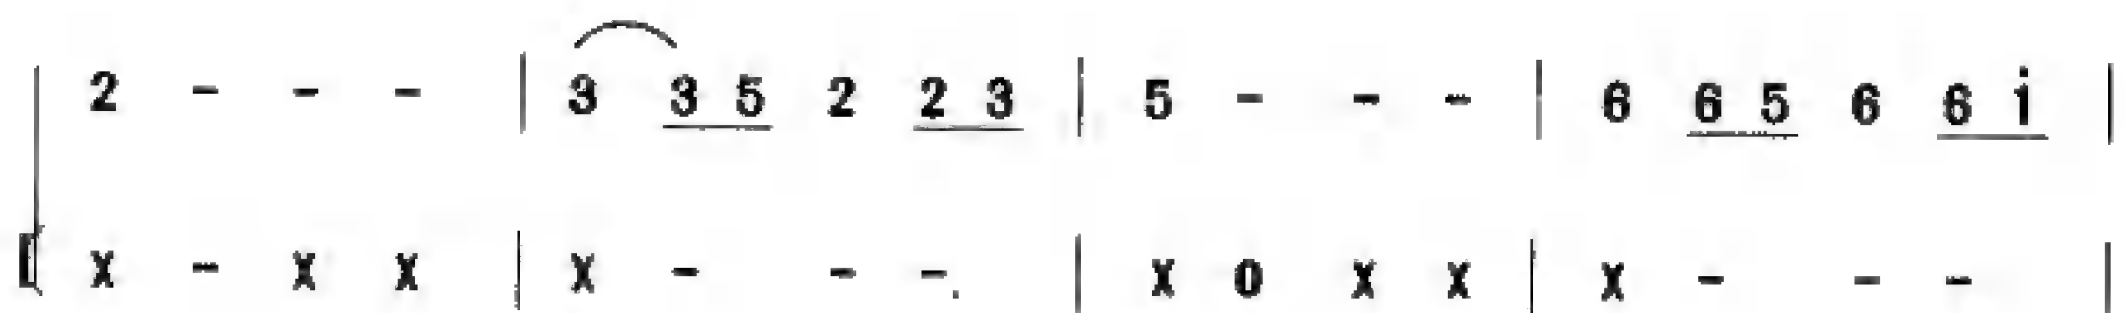 2 - - - | 3 3 5 2 2 3 | 5 - - - | 6 6 5 6 6 i |
X - X X | X - - - | X 0 X X | X - - - |